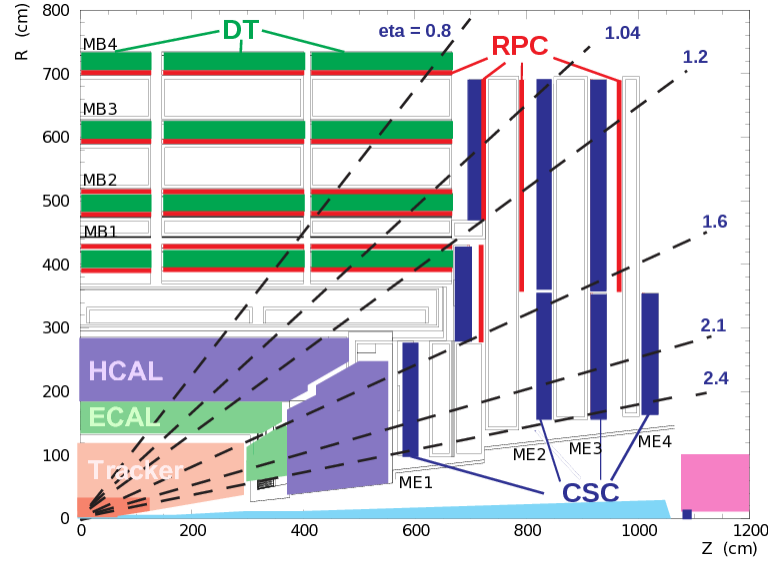 R (cm)
800
700
600
500
400
300
200
100
0
MB4
MB3
MB2
MB1
DT
eta = 0.8
RPC
1.04
1.2
1.6
2.1
2.4
HCAL
ECAL
Tracker
ME1
ME2
ME3
ME4
CSC
0
200
400
600
800
1000
1200
Z (cm)